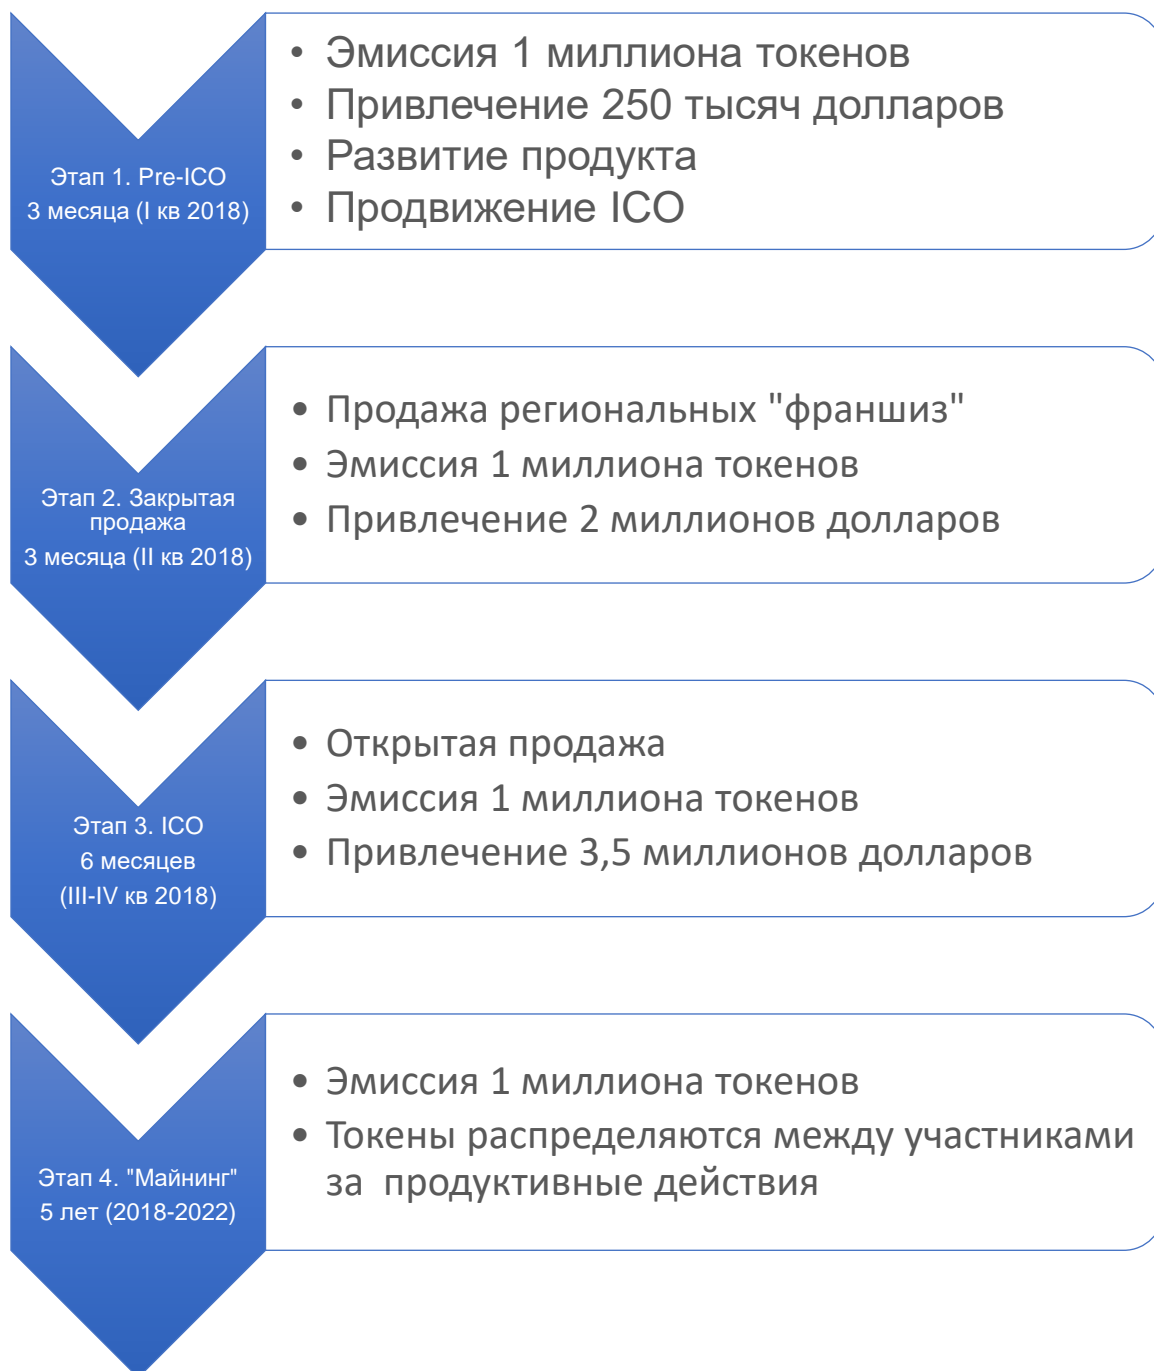 Этап 1. Pre-ICO
3 месяца (I кв 2018)
• Эмиссия 1 миллиона токенов
• Привлечение 250 тысяч долларов
• Развитие продукта
• Продвижение ICO
Этап 2. Закрытая
продажа
3 месяца (II кв 2018)
• Продажа региональных "франшиз"
• Эмиссия 1 миллиона токенов
• Привлечение 2 миллионов долларов
Этап 3. ICO
6 месяцев
(III-IV кв 2018)
• Открытая продажа
• Эмиссия 1 миллиона токенов
• Привлечение 3,5 миллионов долларов
Этап 4. "Майнинг"
5 лет (2018-2022)
• Эмиссия 1 миллиона токенов
• Токены распределяются между участниками
за  продуктивные действия